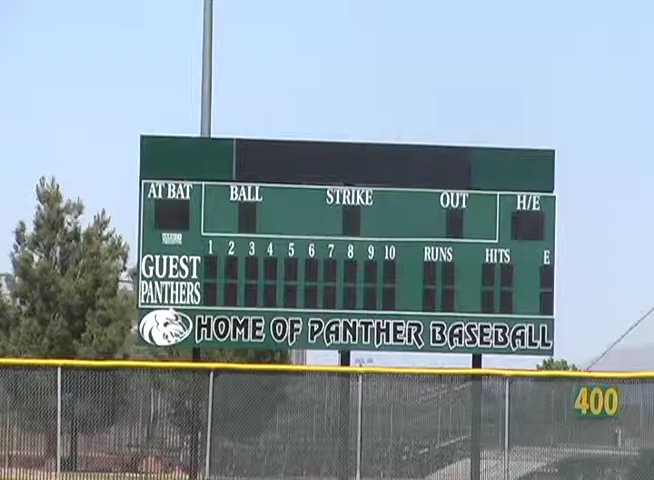 AT BAT BALL STRIKE OUT H/E
1 2 3 4 5 6 7 8 9 10 RUNS HITS E
GUEST
PANTHERS
HOME OF PANTHER BASEBALL
400